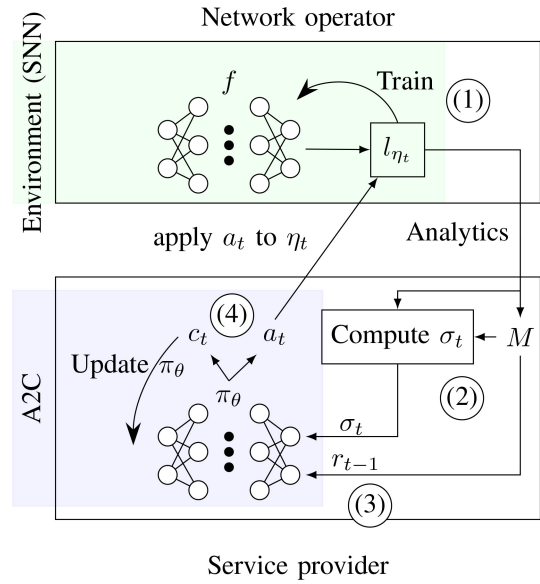 Network operator
Environment (SNN)
f
Train
(1)
l_{η_t}
apply a_t to η_t
Analytics
A2C
(4)
c_t
a_t
Compute σ_t
M
Update π_θ
π_θ
(2)
σ_t
r_{t−1}
(3)
Service provider